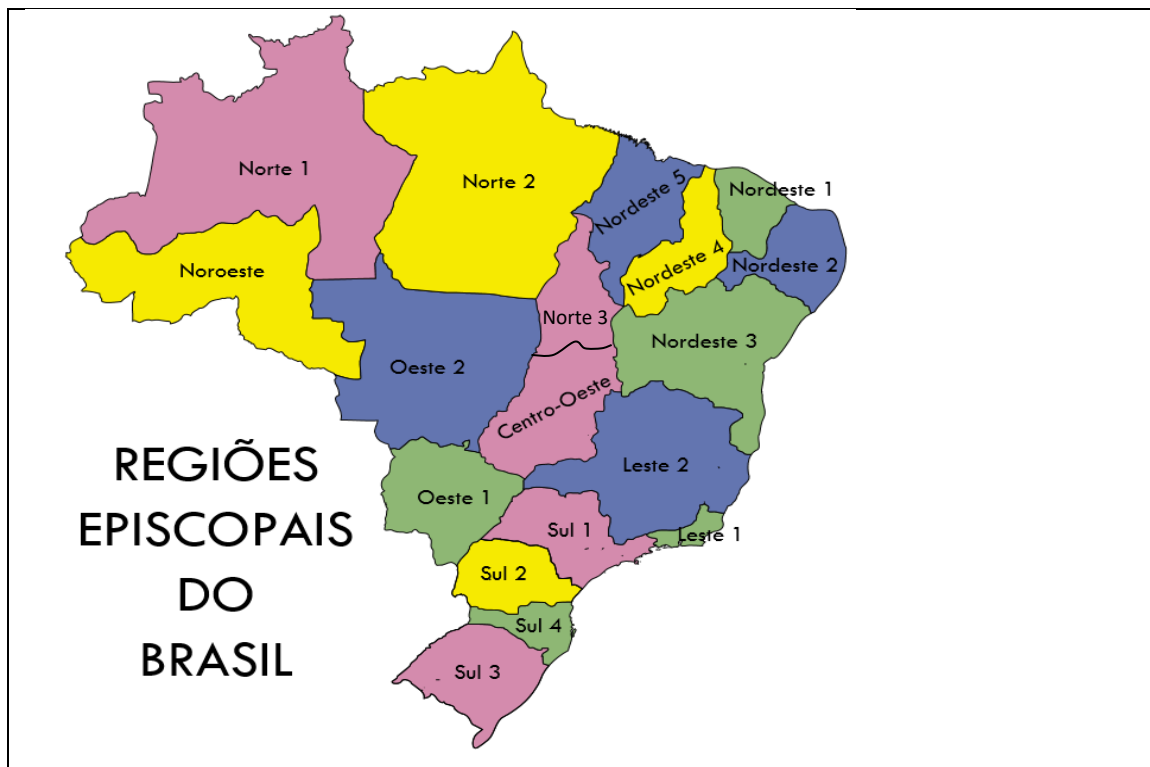 Norte 1
Norte 2
Nordeste 5
Nordeste 1
Nordeste 4
Nordeste 2
Noroeste
Norte 3
Nordeste 3
Oeste 2
Centro-Oeste
Leste 2
Oeste 1
Sul 1
Leste 1
Sul 2
Sul 4
Sul 3
REGIÕES
EPISCOPAIS
DO
BRASIL